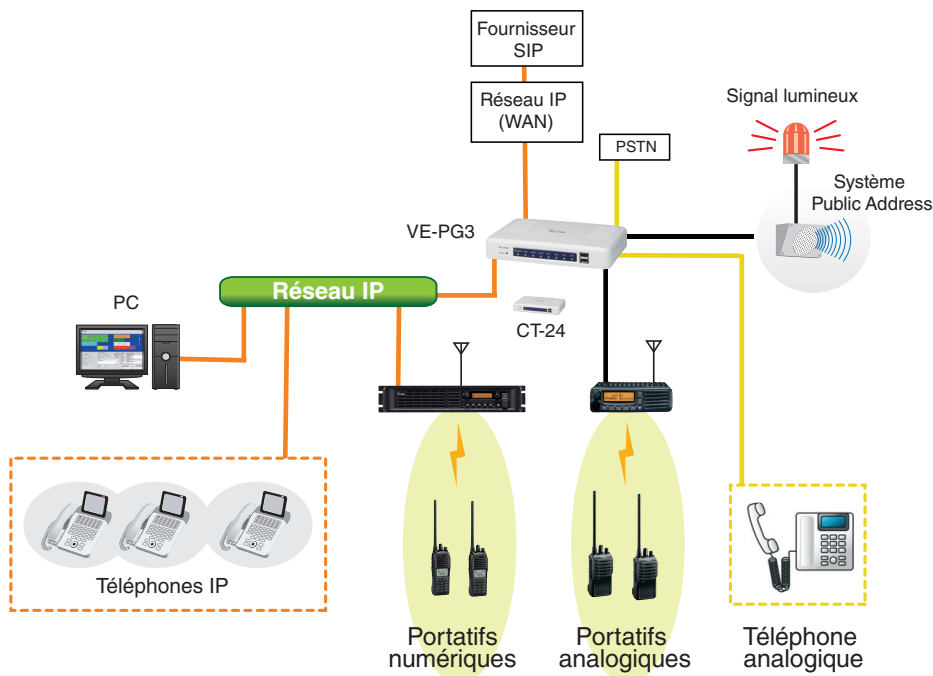 Fournisseur
SIP
Réseau IP
(WAN)
PSTN
Signal lumineux
Système
Public Address
VE-PG3
Réseau IP
PC
CT-24
Téléphones IP
Portatifs
numériques
Portatifs
analogiques
Téléphone
analogique